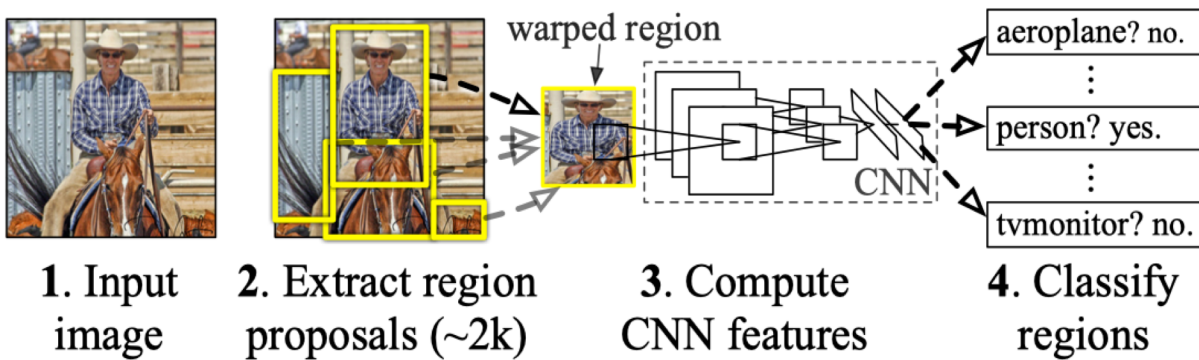 warped region
aeroplane? no.
person? yes.
CNN
tvmonitor? no.
1. Input
image
2. Extract region
proposals (~2k)
3. Compute
CNN features
4. Classify
regions